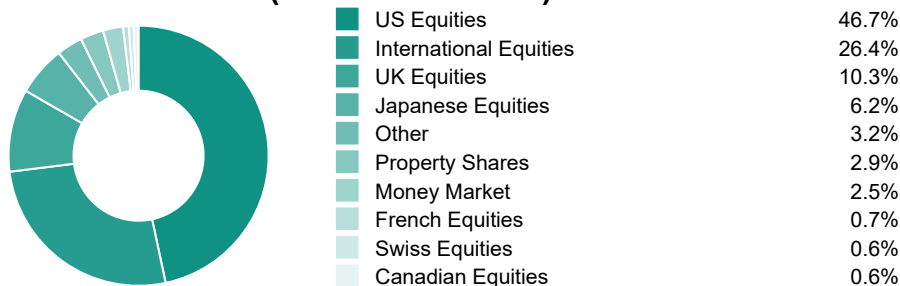 US Equities 46.7%
International Equities 26.4%
UK Equities 10.3%
Japanese Equities 6.2%
Other 3.2%
Property Shares 2.9%
Money Market 2.5%
French Equities 0.7%
Swiss Equities 0.6%
Canadian Equities 0.6%